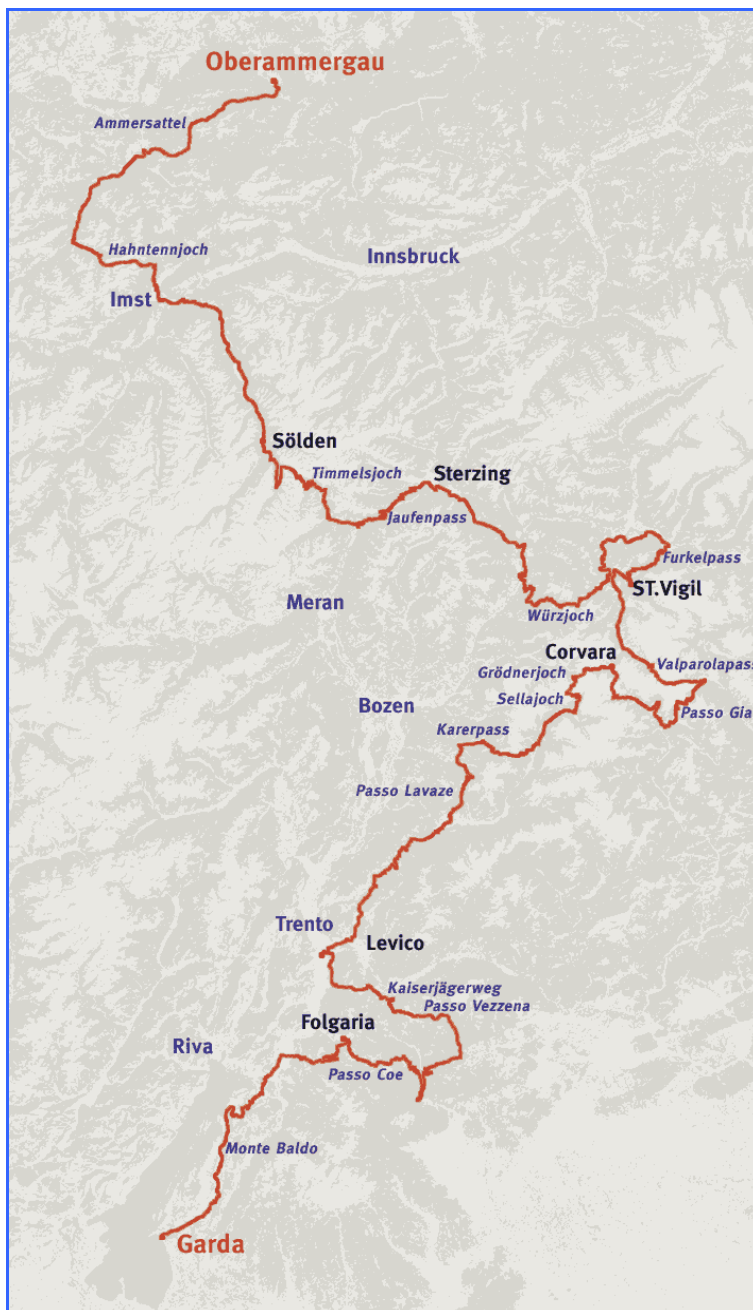 Oberammergau
Ammersattel
Hahntennjoch
Innsbruck
Imst
Sölden
Timmelsjoch
Sterzing
Jaufenpass
Furkelpass
ST.Vigil
Meran
Würzjoch
Corvara
Valparolapass
Grödnerjoch
Sellajoch
Bozen
Passo Gia
Karerpass
Passo Lavaze
Trento
Levico
Kaiserjägerweg
Passo Vezzena
Folgaria
Riva
Passo Coe
Monte Baldo
Garda